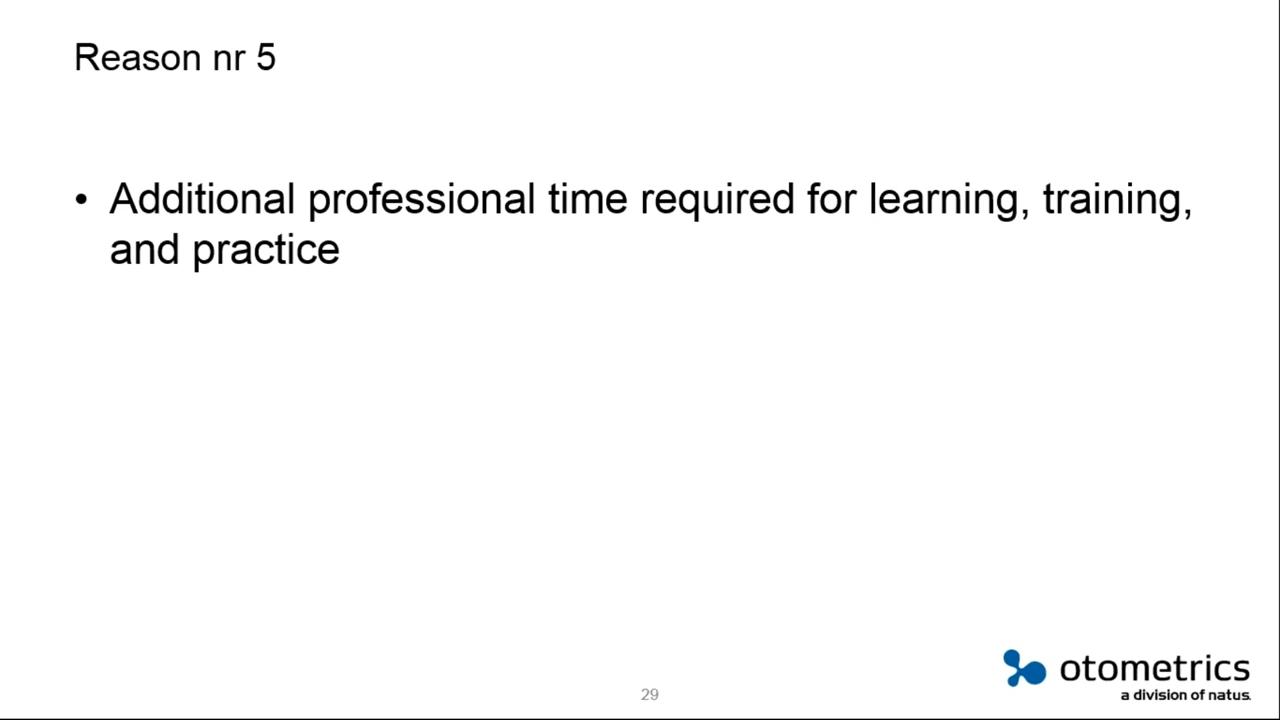 Reason nr 5
• Additional professional time required for learning, training,
and practice
29
otometrics
a division of natus.